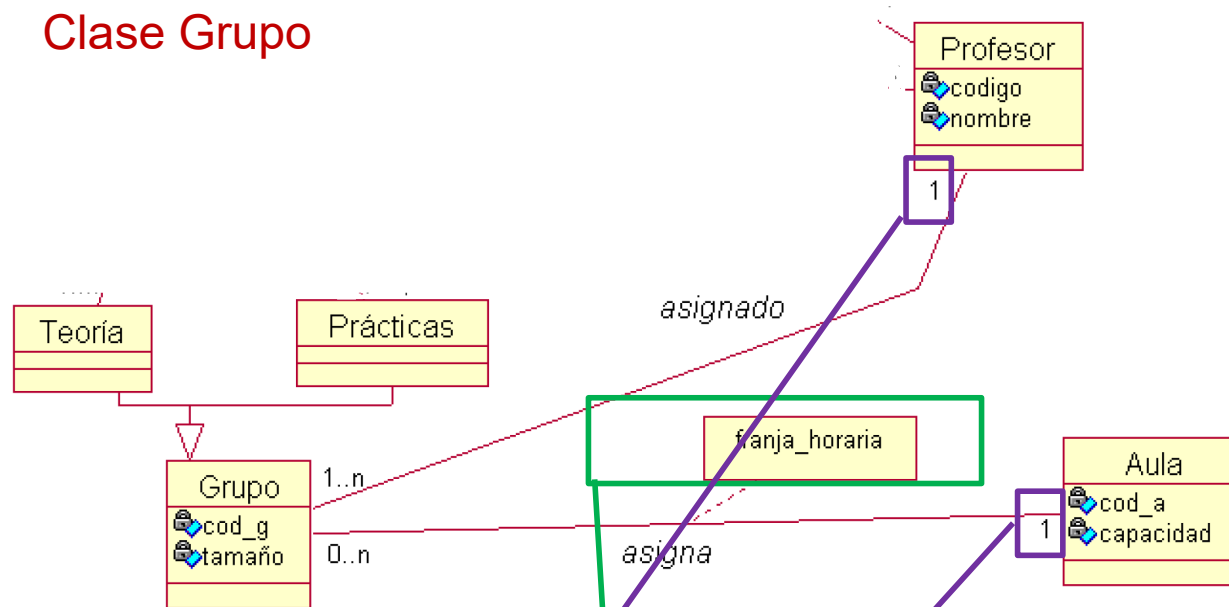 Clase Grupo
Profesor
codigo
nombre
1
asignado
Teoría
Prácticas
franja_horaria
Grupo
cod_g
tamaño
1..n
0..n
asigna
1
Aula
cod_a
capacidad